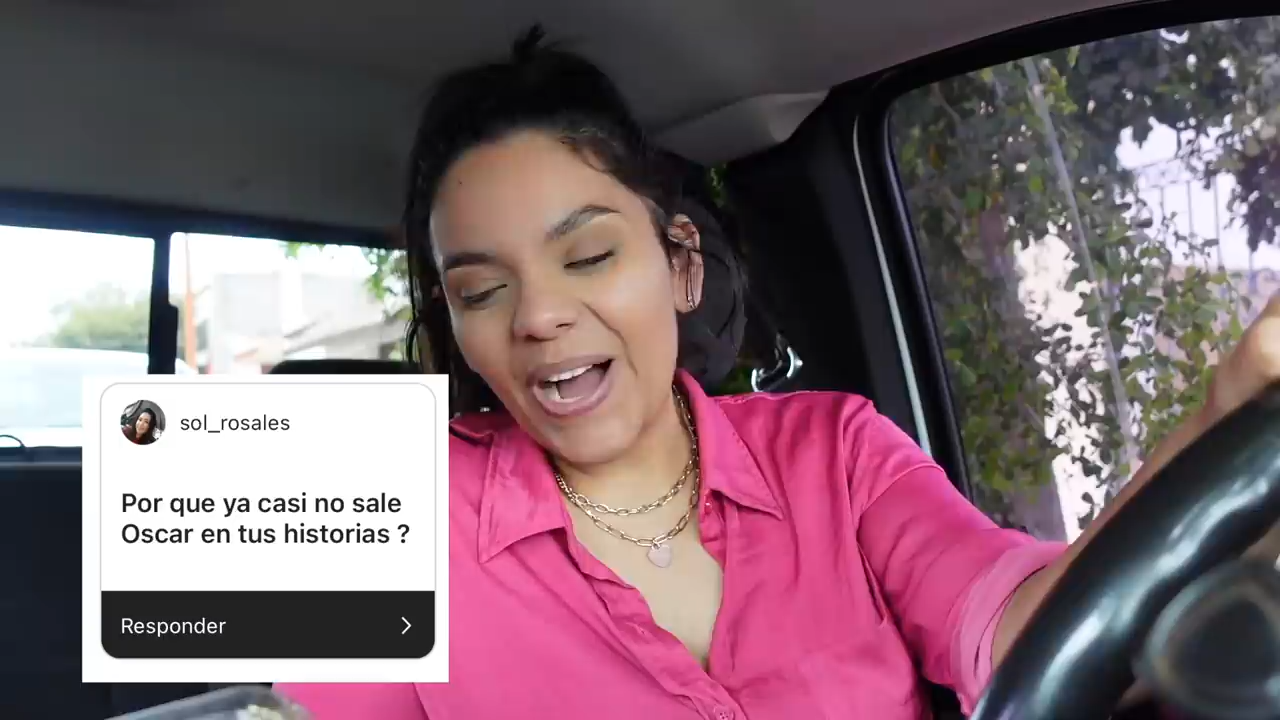 sol_rosales
Por que ya casi no sale
Oscar en tus historias ?
Responder